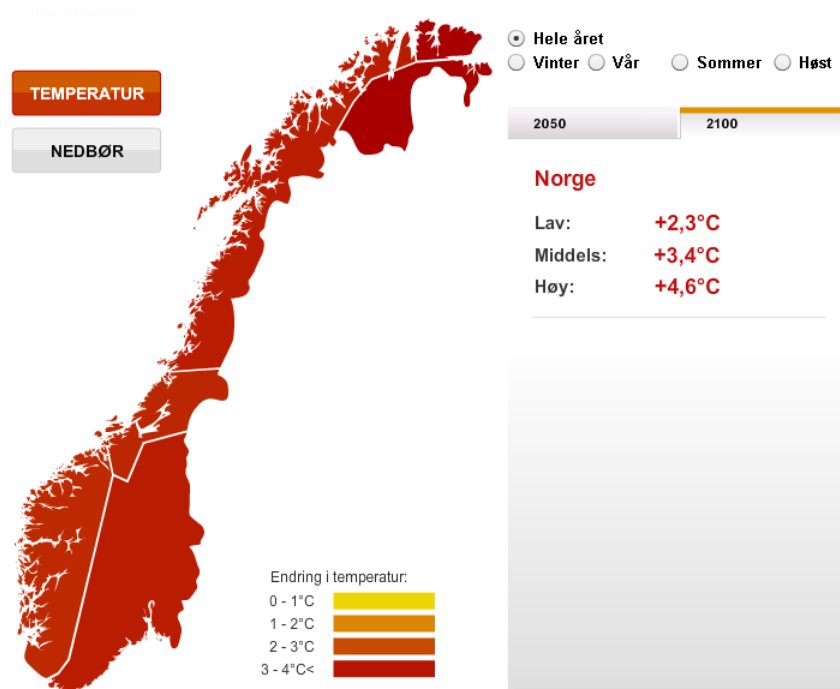 TEMPERATUR
NEDBØR
Hele året
Vinter Vår Sommer Høst
2050 2100
Norge
Lav: +2,3°C
Middels: +3,4°C
Høy: +4,6°C
Endring i temperatur:
0 - 1°C
1 - 2°C
2 - 3°C
3 - 4°C<